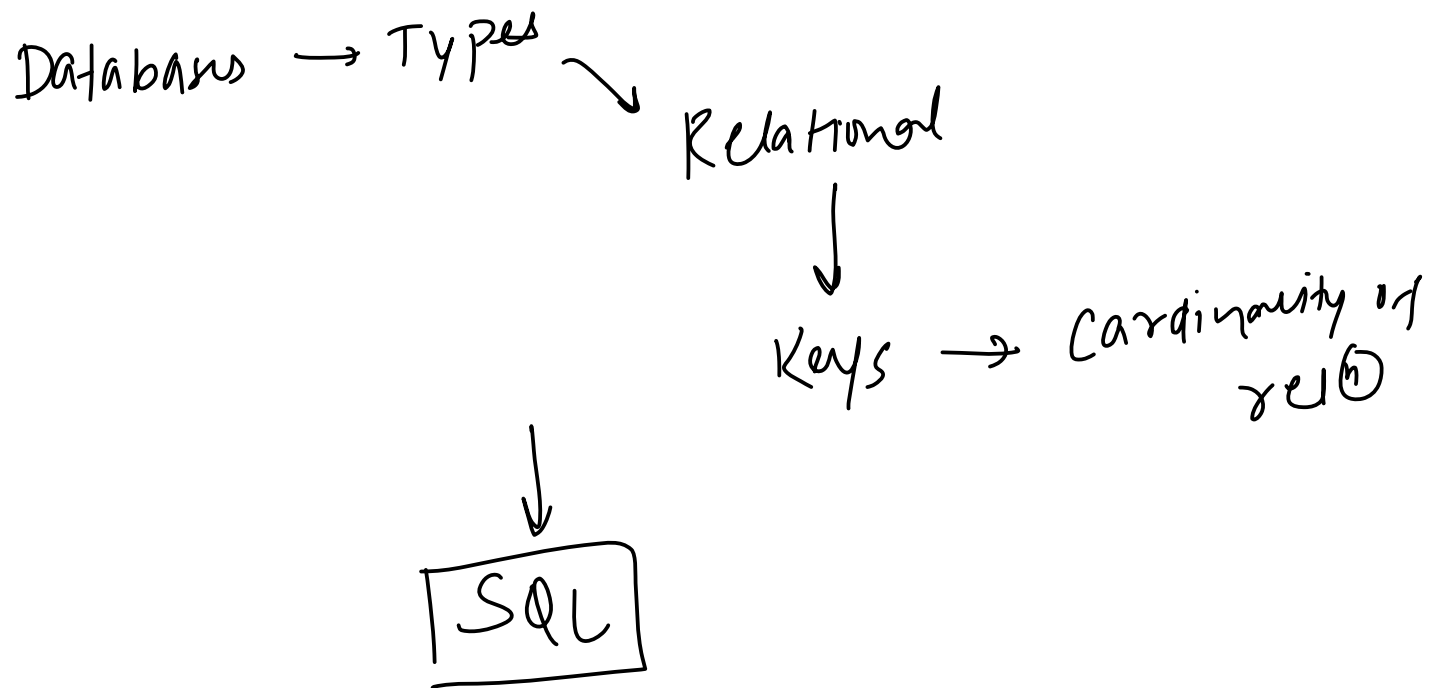 Databases → Types
Relational
Keys → Cardinality of
relⓝ
SQL